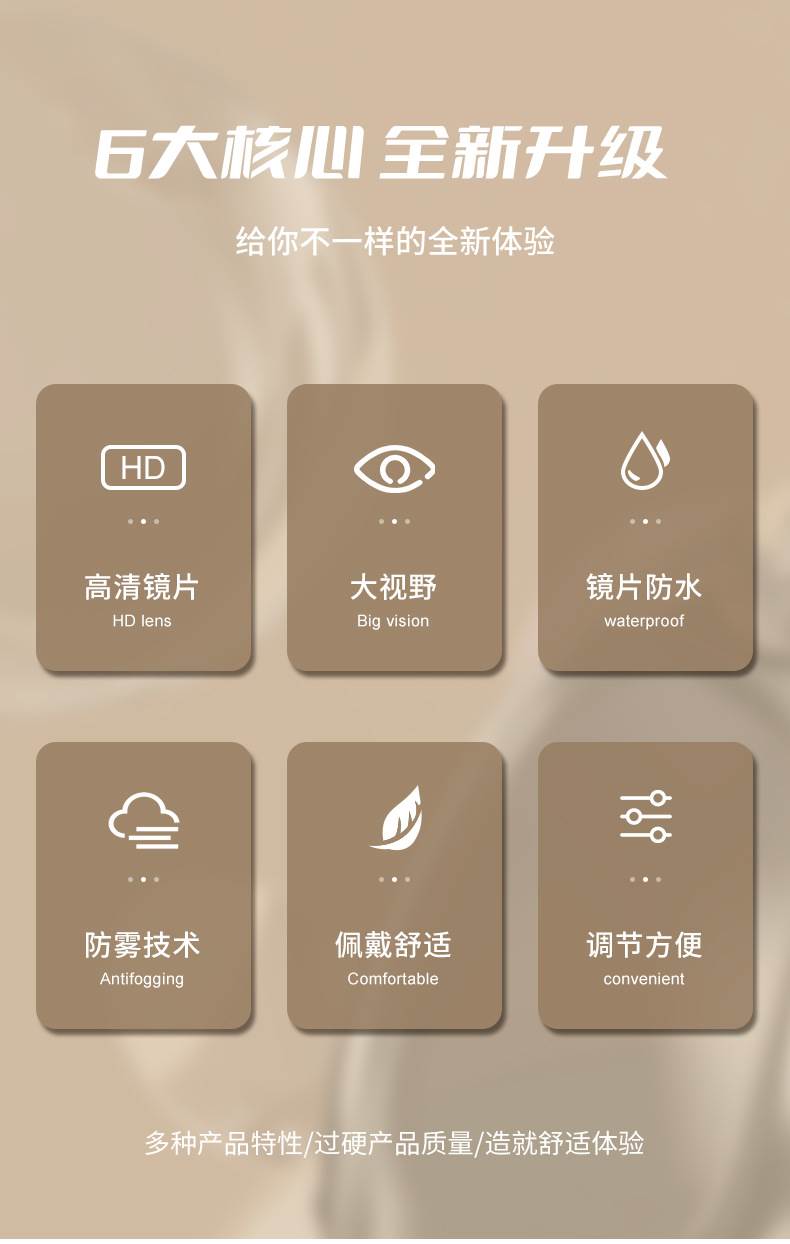 6大核心 全新升级
给你不一样的全新体验
HD
高清镜片
HD lens
大视野
Big vision
镜片防水
waterproof
防雾技术
Antifogging
佩戴舒适
Comfortable
调节方便
convenient
多种产品特性/过硬产品质量/造就舒适体验